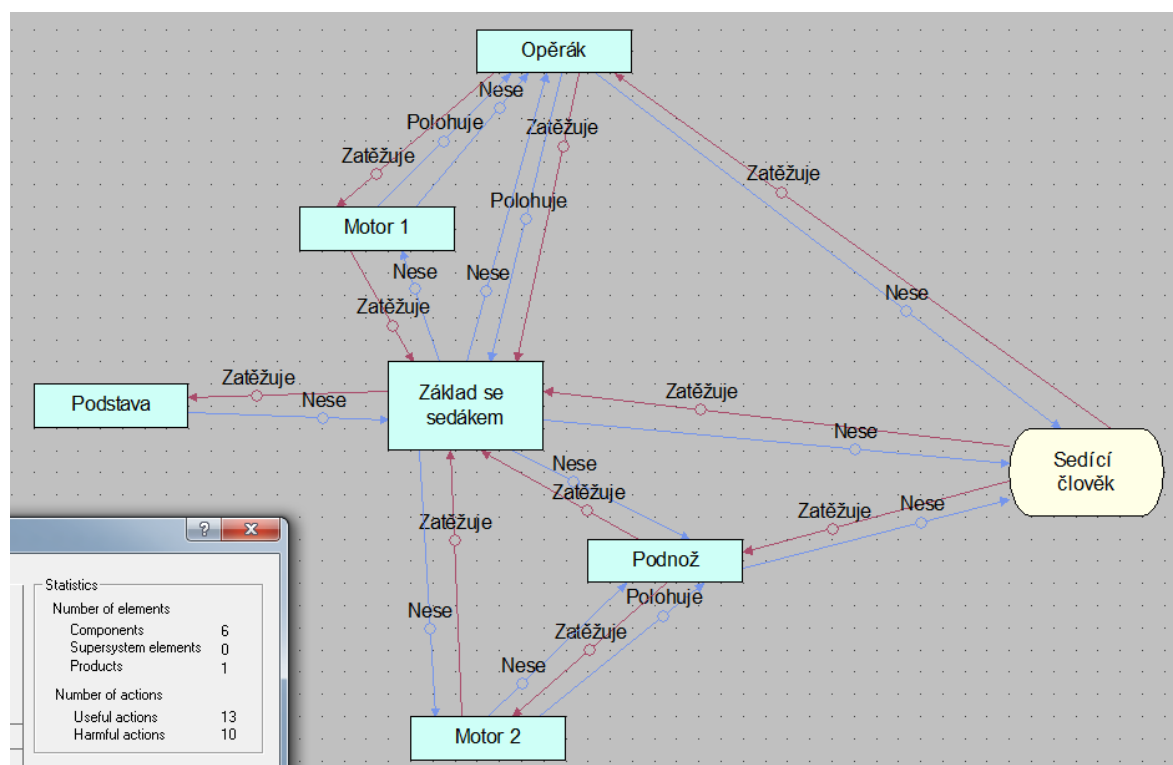 Opěrák
Nese
Polohuje
Zatěžuje
Zatěžuje
Zatěžuje
Polohuje
Motor 1
Nese
Nese
Nese
Zatěžuje
Zatěžuje
Základ se
sedákem
Zatěžuje
Podstava
Nese
Nese
Sedící
člověk
Nese
Zatěžuje
Zatěžuje
Nese
Zatěžuje
Podnož
Polohuje
Nese
Zatěžuje
Nese
Motor 2
?
X
Statistics
Number of elements
Components 6
Supersystem elements 0
Products 1
Number of actions
Useful actions 13
Harmful actions 10